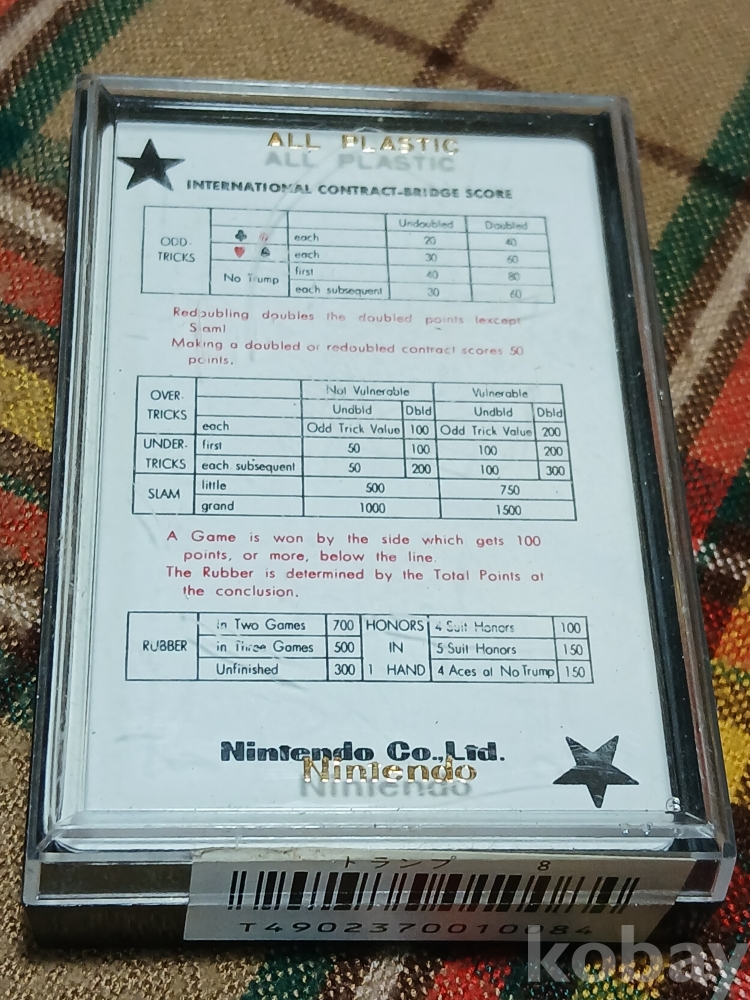 ALL PLASTIC
INTERNATIONAL CONTRACT-BRIDGE SCORE
Undoubled Doubled
ODD- TRICKS
♣ ♦ each 20 40
♥ ♠ each 30 60
No Trump first 40 80
each subsequent 30 60
Redoubling doubles the doubled points (except
Slam)
Making a doubled or redoubled contract scores 50
points.
Not Vulnerable Vulnerable
OVER- TRICKS
Undbld Dbld Undbld Dbld
each Odd Trick Value 100 Odd Trick Value 200
UNDER- TRICKS
first 50 100 100 200
each subsequent 50 200 100 300
SLAM
little 500 750
grand 1000 1500
A Game is won by the side which gets 100
points, or more, below the line.
The Rubber is determined by the Total Points at
the conclusion.
RUBBER
in Two Games 700 HONORS 4 Suit Honors 100
in Three Games 500 IN 5 Suit Honors 150
Unfinished 300 1 HAND 4 Aces at No Trump 150
Nintendo Co.,Ltd.
Nintendo
トランプ 8
T4902370010084
kobay